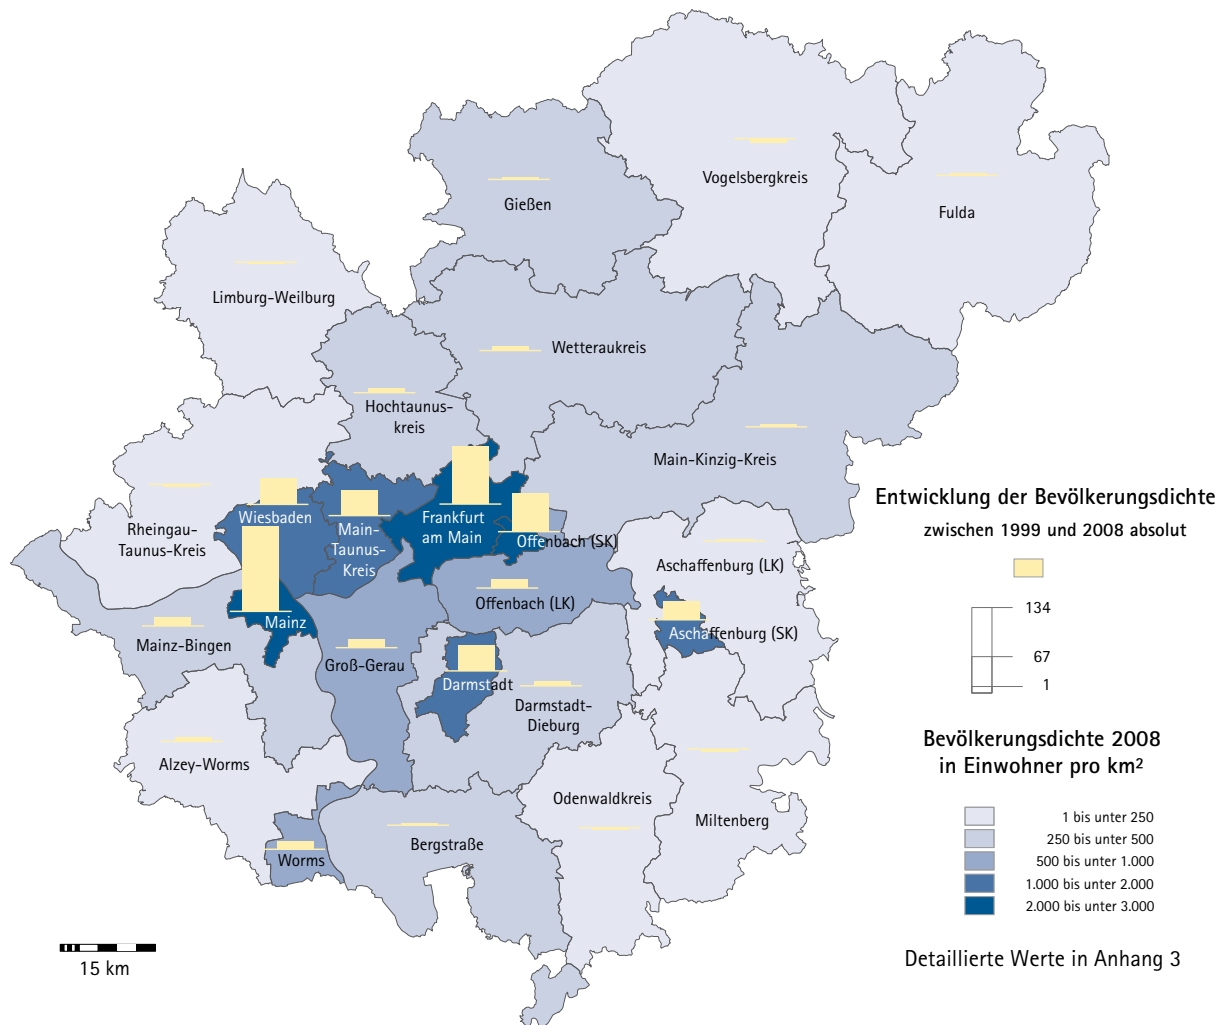 Vogelsbergkreis
Gießen
Fulda
Limburg-Weilburg
Wetteraukreis
Hochtaunus-
kreis
Main-Kinzig-Kreis
Rheingau-
Taunus-Kreis
Wiesbaden
Main-
Taunus-
Kreis
Frankfurt
am Main
Offenbach (SK)
Aschaffenburg (LK)
Offenbach (LK)
Mainz
Aschaffenburg (SK)
Mainz-Bingen
Groß-Gerau
Darmstadt
Darmstadt-
Dieburg
Alzey-Worms
Odenwaldkreis
Miltenberg
Bergstraße
Worms
15 km
Entwicklung der Bevölkerungsdichte
zwischen 1999 und 2008 absolut
134
67
1
Bevölkerungsdichte 2008
in Einwohner pro km²
1 bis unter 250
250 bis unter 500
500 bis unter 1.000
1.000 bis unter 2.000
2.000 bis unter 3.000
Detaillierte Werte in Anhang 3